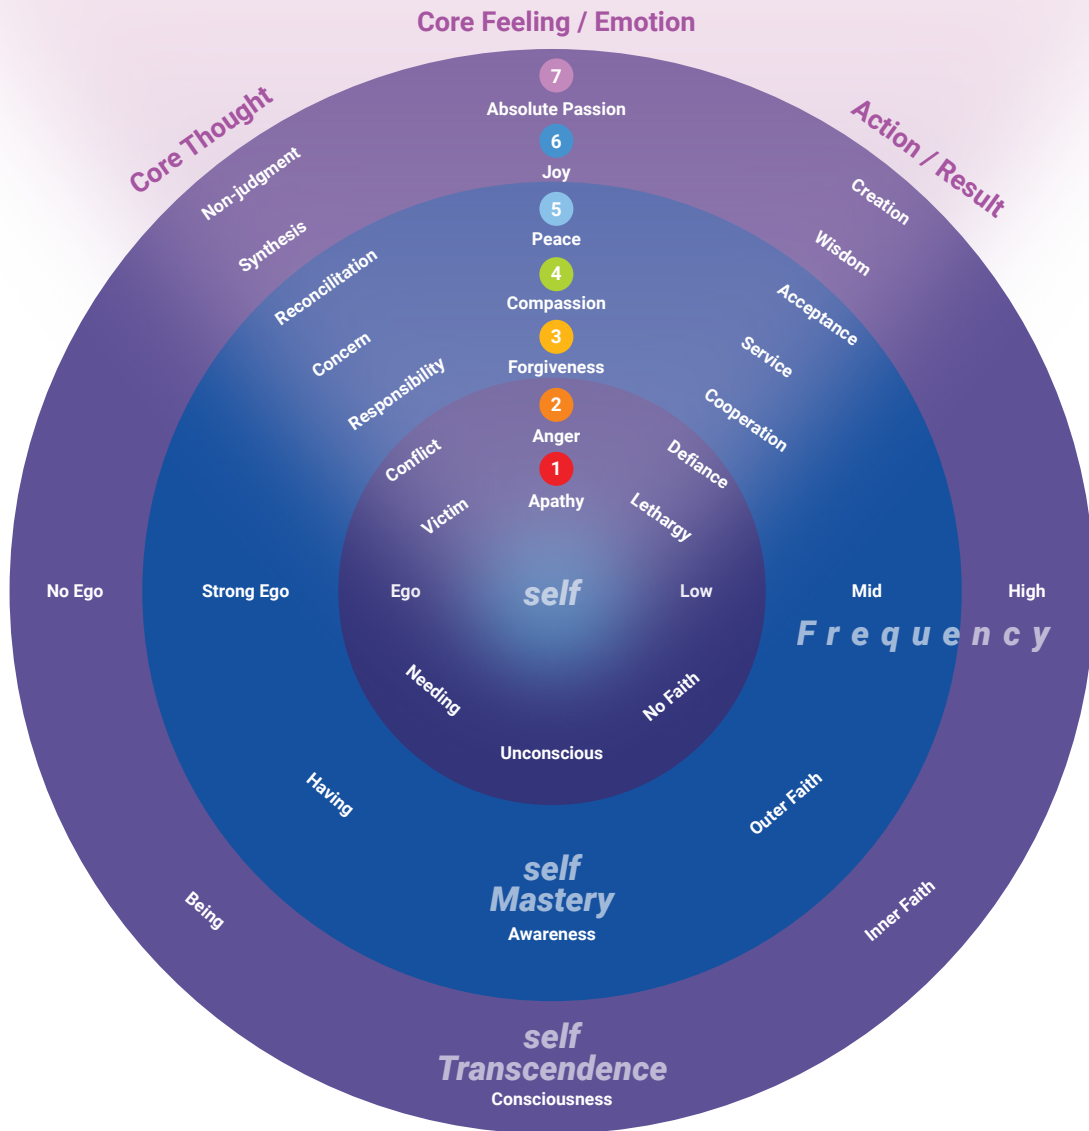 Core Feeling / Emotion
Core Thought
Action / Result
7
Absolute Passion
Non-judgment
Creation
6
Joy
Synthesis
Wisdom
5
Peace
Reconcilitation
Acceptance
4
Compassion
Concern
Service
3
Forgiveness
Responsibility
Cooperation
2
Anger
Conflict
Defiance
1
Apathy
Victim
Lethargy
No Ego
Strong Ego
Ego
self
Low
Mid
High
Frequency
Needing
No Faith
Unconscious
Having
Outer Faith
self
Mastery
Awareness
Being
Inner Faith
self
Transcendence
Consciousness